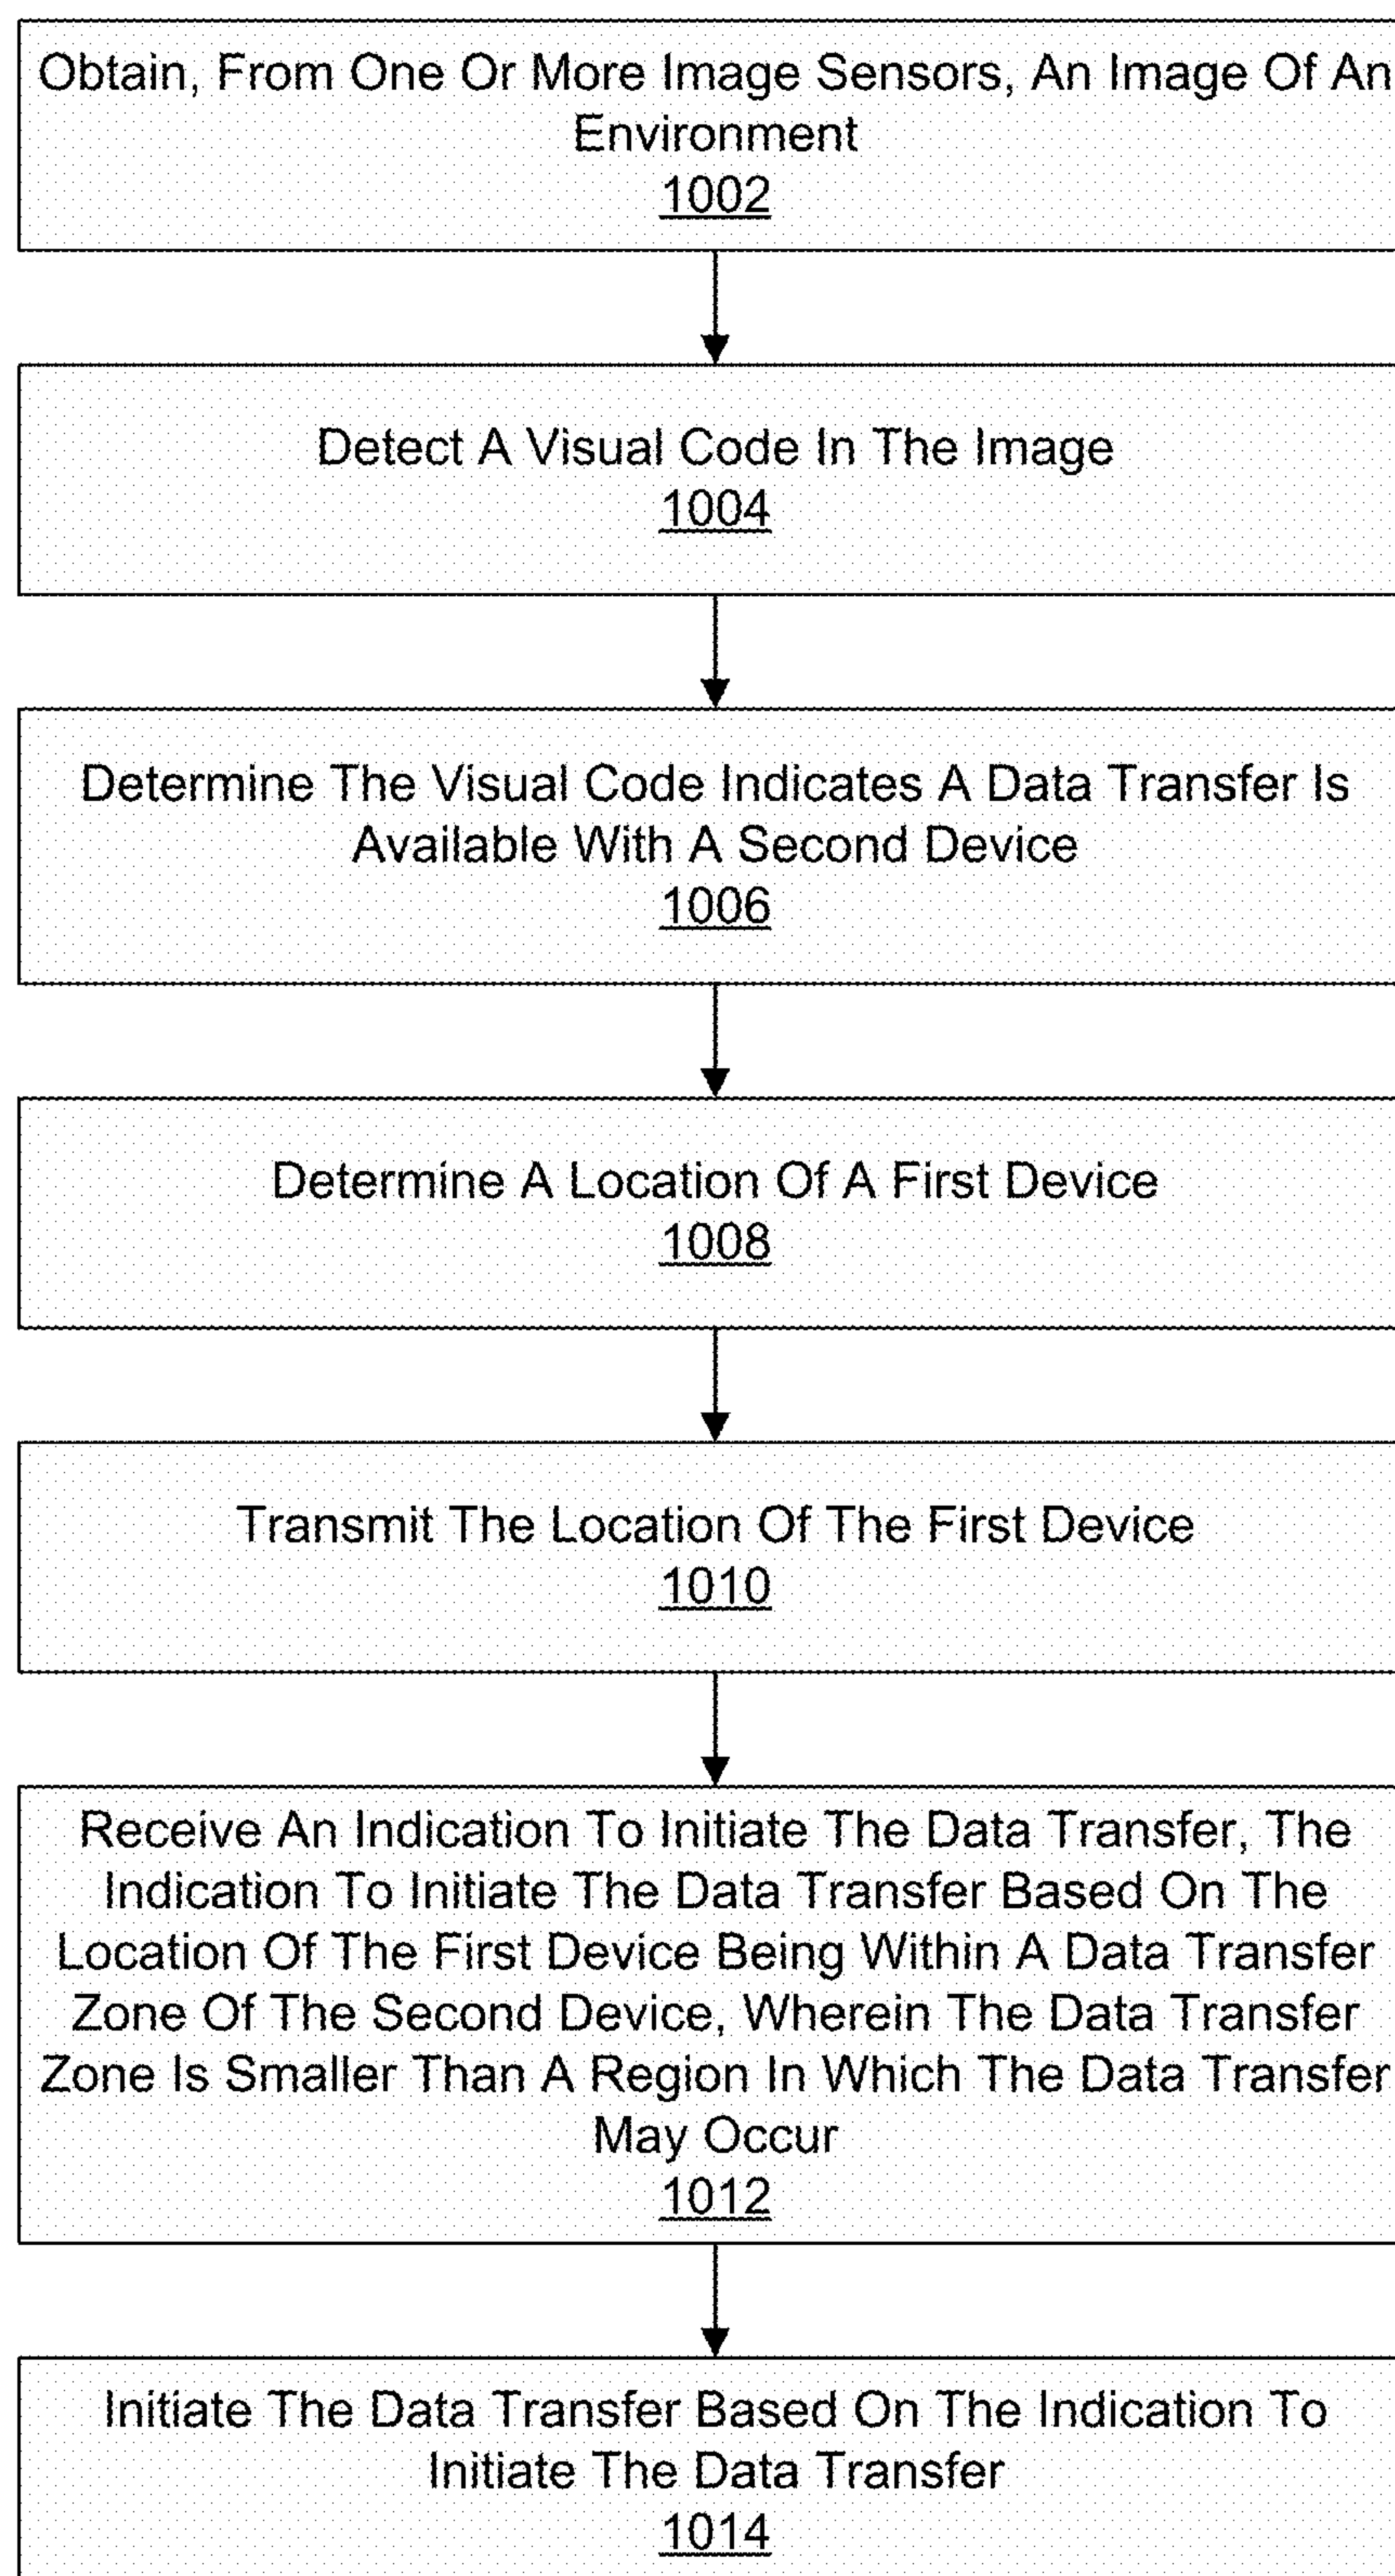 Obtain, From One Or More Image Sensors, An Image Of An
Environment
1002
Detect A Visual Code In The Image
1004
Determine The Visual Code Indicates A Data Transfer Is
Available With A Second Device
1006
Determine A Location Of A First Device
1008
Transmit The Location Of The First Device
1010
Receive An Indication To Initiate The Data Transfer, The
Indication To Initiate The Data Transfer Based On The
Location Of The First Device Being Within A Data Transfer
Zone Of The Second Device, Wherein The Data Transfer
Zone Is Smaller Than A Region In Which The Data Transfer
May Occur
1012
Initiate The Data Transfer Based On The Indication To
Initiate The Data Transfer
1014